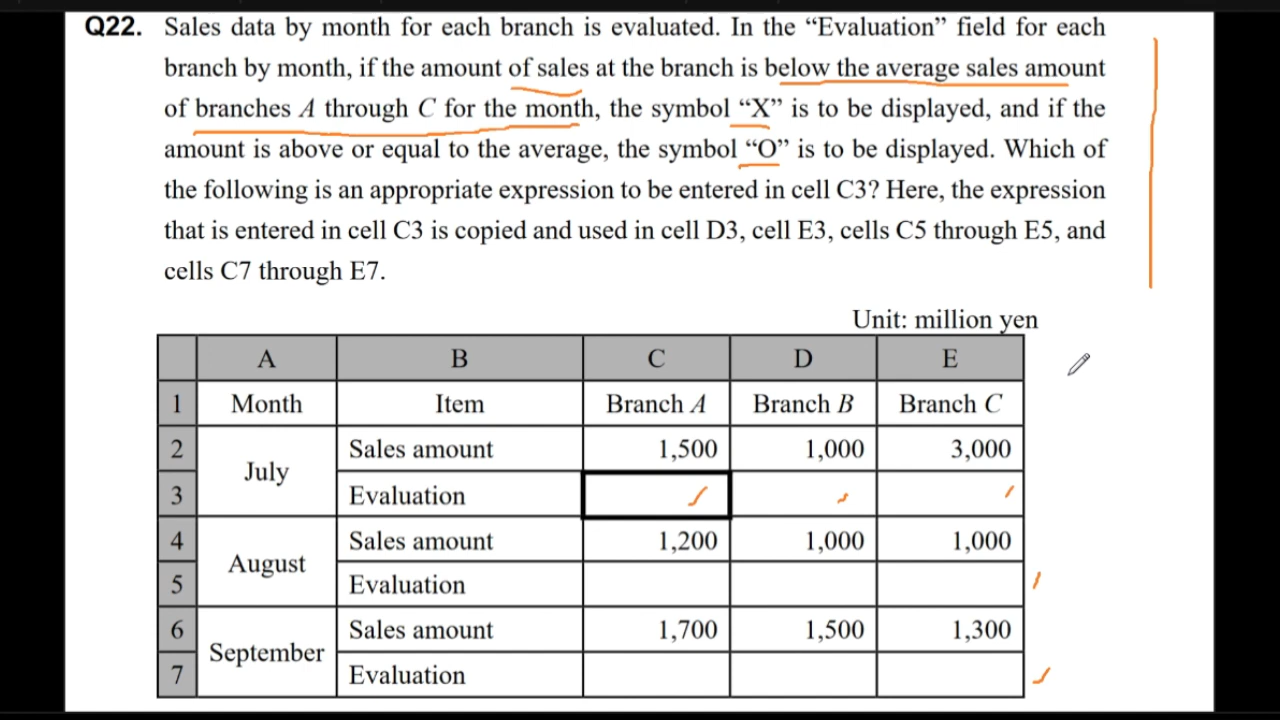 Q22. Sales data by month for each branch is evaluated. In the “Evaluation” field for each
branch by month, if the amount of sales at the branch is below the average sales amount
of branches A through C for the month, the symbol “X” is to be displayed, and if the
amount is above or equal to the average, the symbol “O” is to be displayed. Which of
the following is an appropriate expression to be entered in cell C3? Here, the expression
that is entered in cell C3 is copied and used in cell D3, cell E3, cells C5 through E5, and
cells C7 through E7.
Unit: million yen
A B C D E
1 Month Item Branch A Branch B Branch C
2 July Sales amount 1,500 1,000 3,000
3 Evaluation
4 August Sales amount 1,200 1,000 1,000
5 Evaluation
6 September Sales amount 1,700 1,500 1,300
7 Evaluation